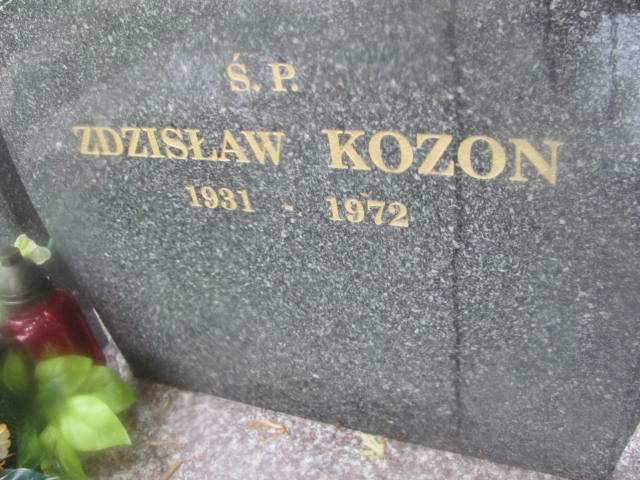 Ś. P.
ZDZISŁAW KOZON
1931 - 1972